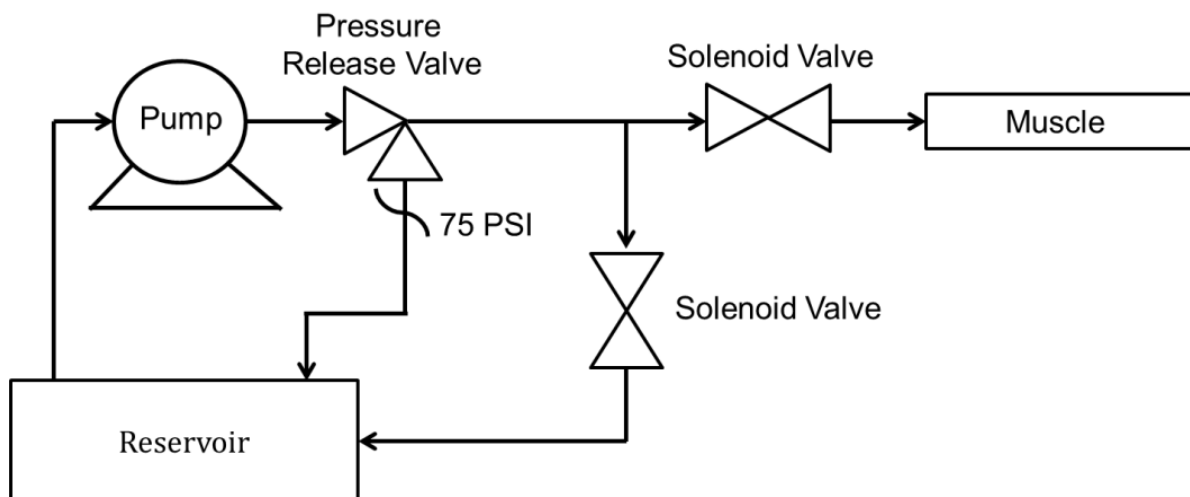 Pressure
Release Valve
Solenoid Valve
Pump
Muscle
75 PSI
Solenoid Valve
Reservoir